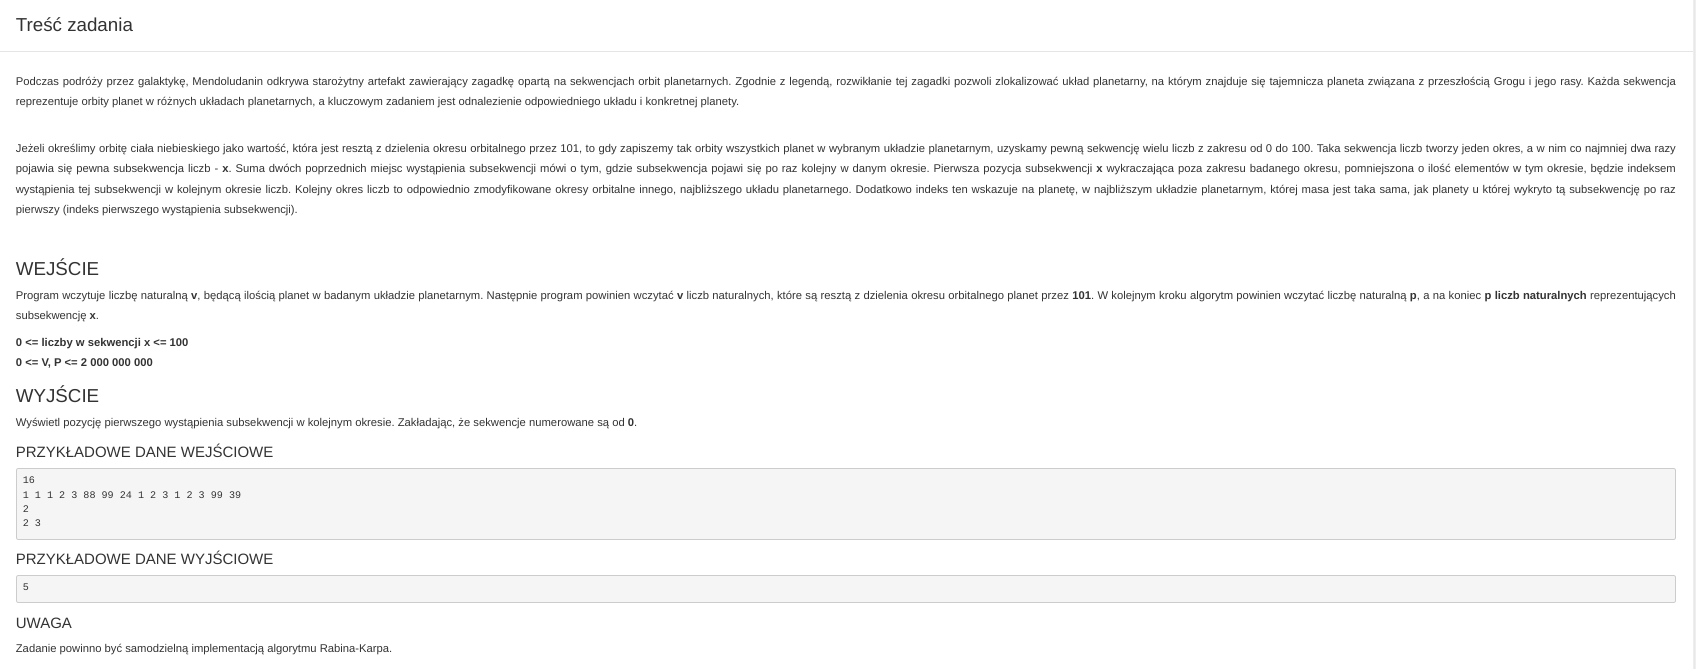 Treść zadania
Podczas podróży przez galaktykę, Mendoludanin odkrywa starożytny artefakt zawierający zagadkę opartą na sekwencjach orbit planetarnych. Zgodnie z legendą, rozwikłanie tej zagadki pozwoli zlokalizować układ planetarny, na którym znajduje się tajemnicza planeta związana z przeszłością Grogu i jego rasy. Każda sekwencja
reprezentuje orbity planet w różnych układach planetarnych, a kluczowym zadaniem jest odnalezienie odpowiedniego układu i konkretnej planety.
Jeżeli określimy orbitę ciała niebieskiego jako wartość, która jest resztą z dzielenia okresu orbitalnego przez 101, to gdy zapiszemy tak orbity wszystkich planet w wybranym układzie planetarnym, uzyskamy pewną sekwencję wielu liczb z zakresu od 0 do 100. Taka sekwencja liczb tworzy jeden okres, a w nim co najmniej dwa razy
pojawia się pewna subsekwencja liczb - x. Suma dwóch poprzednich miejsc wystąpienia subsekwencji mówi o tym, gdzie subsekwencja pojawi się po raz kolejny w danym okresie. Pierwsza pozycja subsekwencji x wykraczająca poza zakresu badanego okresu, pomniejszona o ilość elementów w tym okresie, będzie indeksem
wystąpienia tej subsekwencji w kolejnym okresie liczb. Kolejny okres liczb to odpowiednio zmodyfikowane okresy orbitalne innego, najbliższego układu planetarnego. Dodatkowo indeks ten wskazuje na planetę, w najbliższym układzie planetarnym, której masa jest taka sama, jak planety u której wykryto tą subsekwencję po raz
pierwszy (indeks pierwszego wystąpienia subsekwencji).
WEJŚCIE
Program wczytuje liczbę naturalną v, będącą ilością planet w badanym układzie planetarnym. Następnie program powinien wczytać v liczb naturalnych, które są resztą z dzielenia okresu orbitalnego planet przez 101. W kolejnym kroku algorytm powinien wczytać liczbę naturalną p, a na koniec p liczb naturalnych reprezentujących
subsekwencję x.
0 <= liczby w sekwencji x <= 100
0 <= V, P <= 2 000 000 000
WYJŚCIE
Wyświetl pozycję pierwszego wystąpienia subsekwencji w kolejnym okresie. Zakładając, że sekwencje numerowane są od 0.
PRZYKŁADOWE DANE WEJŚCIOWE
16
1 1 1 2 3 88 99 24 1 2 3 1 2 3 99 39
2
2 3
PRZYKŁADOWE DANE WYJŚCIOWE
5
UWAGA
Zadanie powinno być samodzielną implementacją algorytmu Rabina-Karpa.